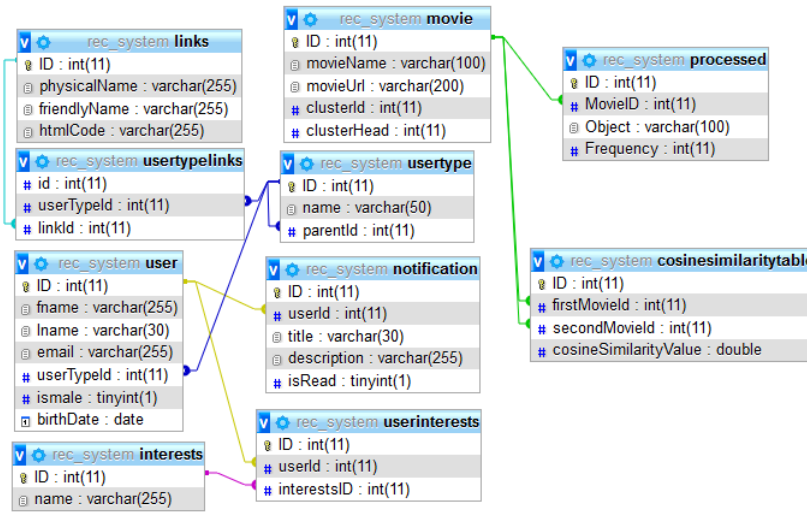 v rec_system links
ID : int(11)
physicalName : varchar(255)
friendlyName : varchar(255)
htmlCode : varchar(255)
v rec_system usertypelinks
# id : int(11)
# userTypeId : int(11)
# linkId : int(11)
v rec_system user
ID : int(11)
fname : varchar(255)
lname : varchar(30)
email : varchar(255)
# userTypeId : int(11)
# ismale : tinyint(1)
birthDate : date
v rec_system interests
ID : int(11)
name : varchar(255)
v rec_system movie
ID : int(11)
movieName : varchar(100)
movieUrl : varchar(200)
# clusterId : int(11)
# clusterHead : int(11)
v rec_system usertype
ID : int(11)
name : varchar(50)
# parentId : int(11)
v rec_system notification
ID : int(11)
# userId : int(11)
title : varchar(30)
description : varchar(255)
# isRead : tinyint(1)
v rec_system userinterests
ID : int(11)
# userId : int(11)
# interestsID : int(11)
v rec_system processed
ID : int(11)
# MovieID : int(11)
Object : varchar(100)
# Frequency : int(11)
v rec_system cosinesimilaritytable
ID : int(11)
# firstMovieId : int(11)
# secondMovieId : int(11)
# cosineSimilarityValue : double